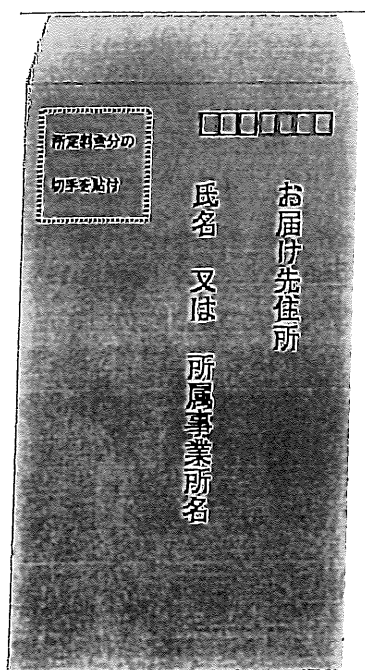 所定料金分の
切手を貼付
お届け先住所
氏名 又は 所属事業所名